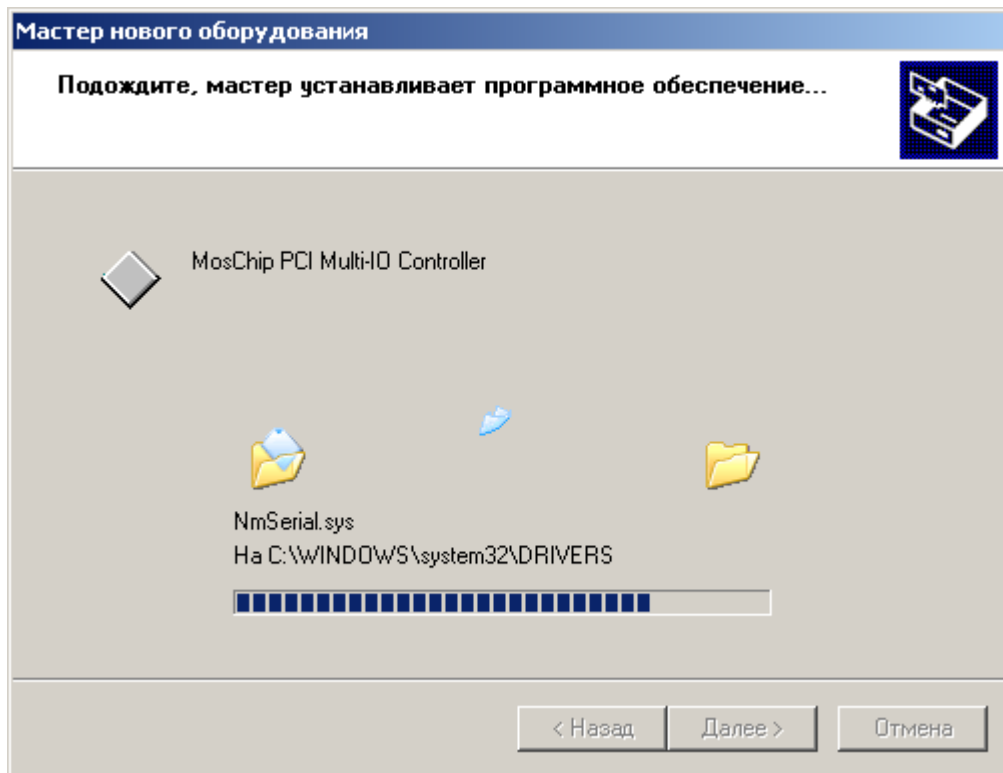 Мастер нового оборудования
Подождите, мастер устанавливает программное обеспечение...
MosChip PCI Multi-IO Controller
NmSerial.sys
На C:\WINDOWS\system32\DRIVERS
< Назад
Далее >
Отмена